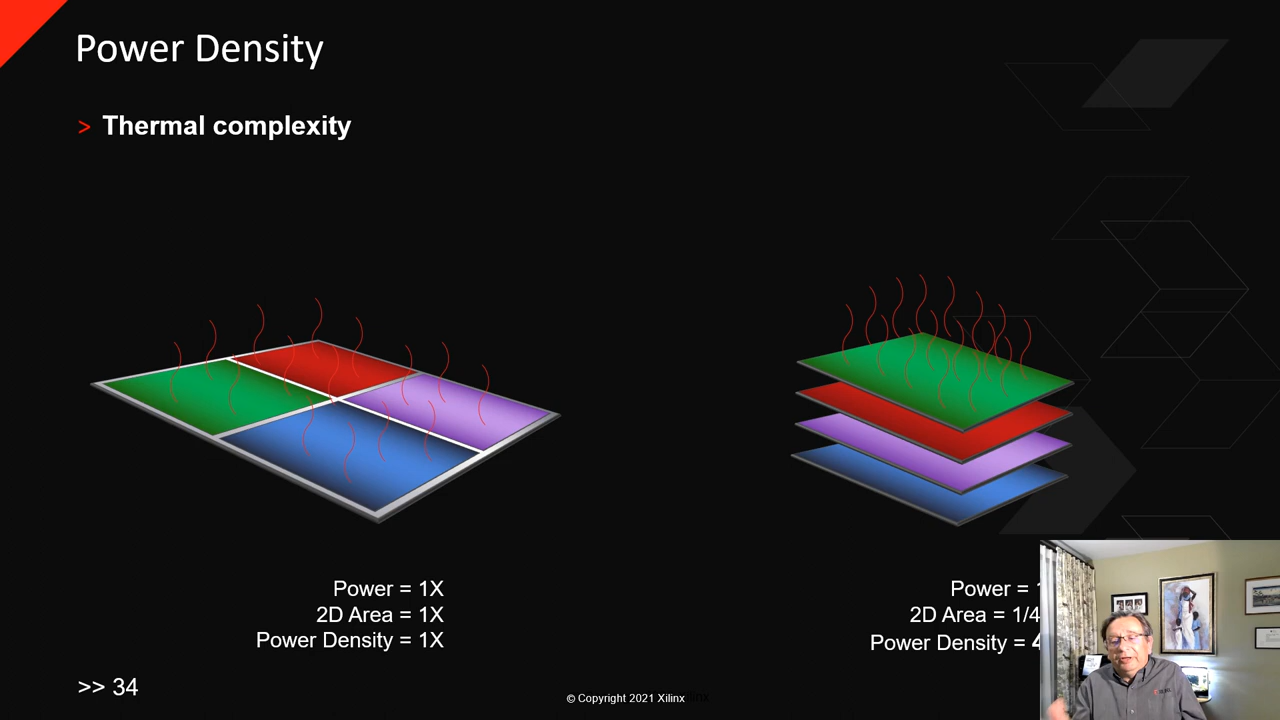 Power Density
> Thermal complexity
Power = 1X
2D Area = 1X
Power Density = 1X
Power =
2D Area = 1/4
Power Density =
>> 34
© Copyright 2021 Xilinx